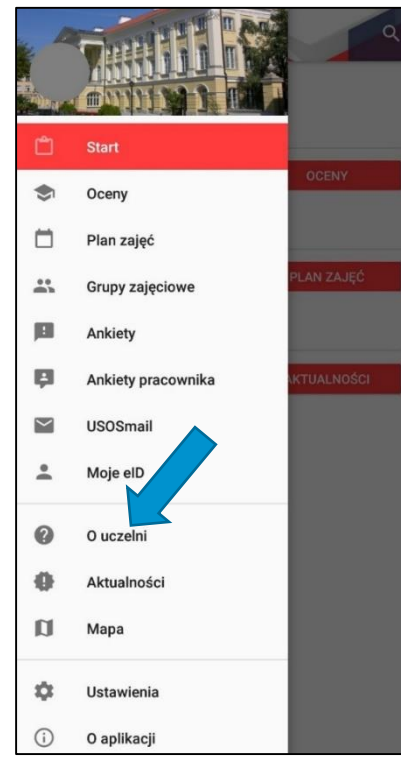 Start
OCENY
Oceny
Plan zajęć
PLAN ZAJĘĆ
Grupy zajęciowe
Ankiety
Ankiety pracownika
AKTUALNOŚCI
USOSmail
Moje eID
O uczelni
Aktualności
Mapa
Ustawienia
O aplikacji